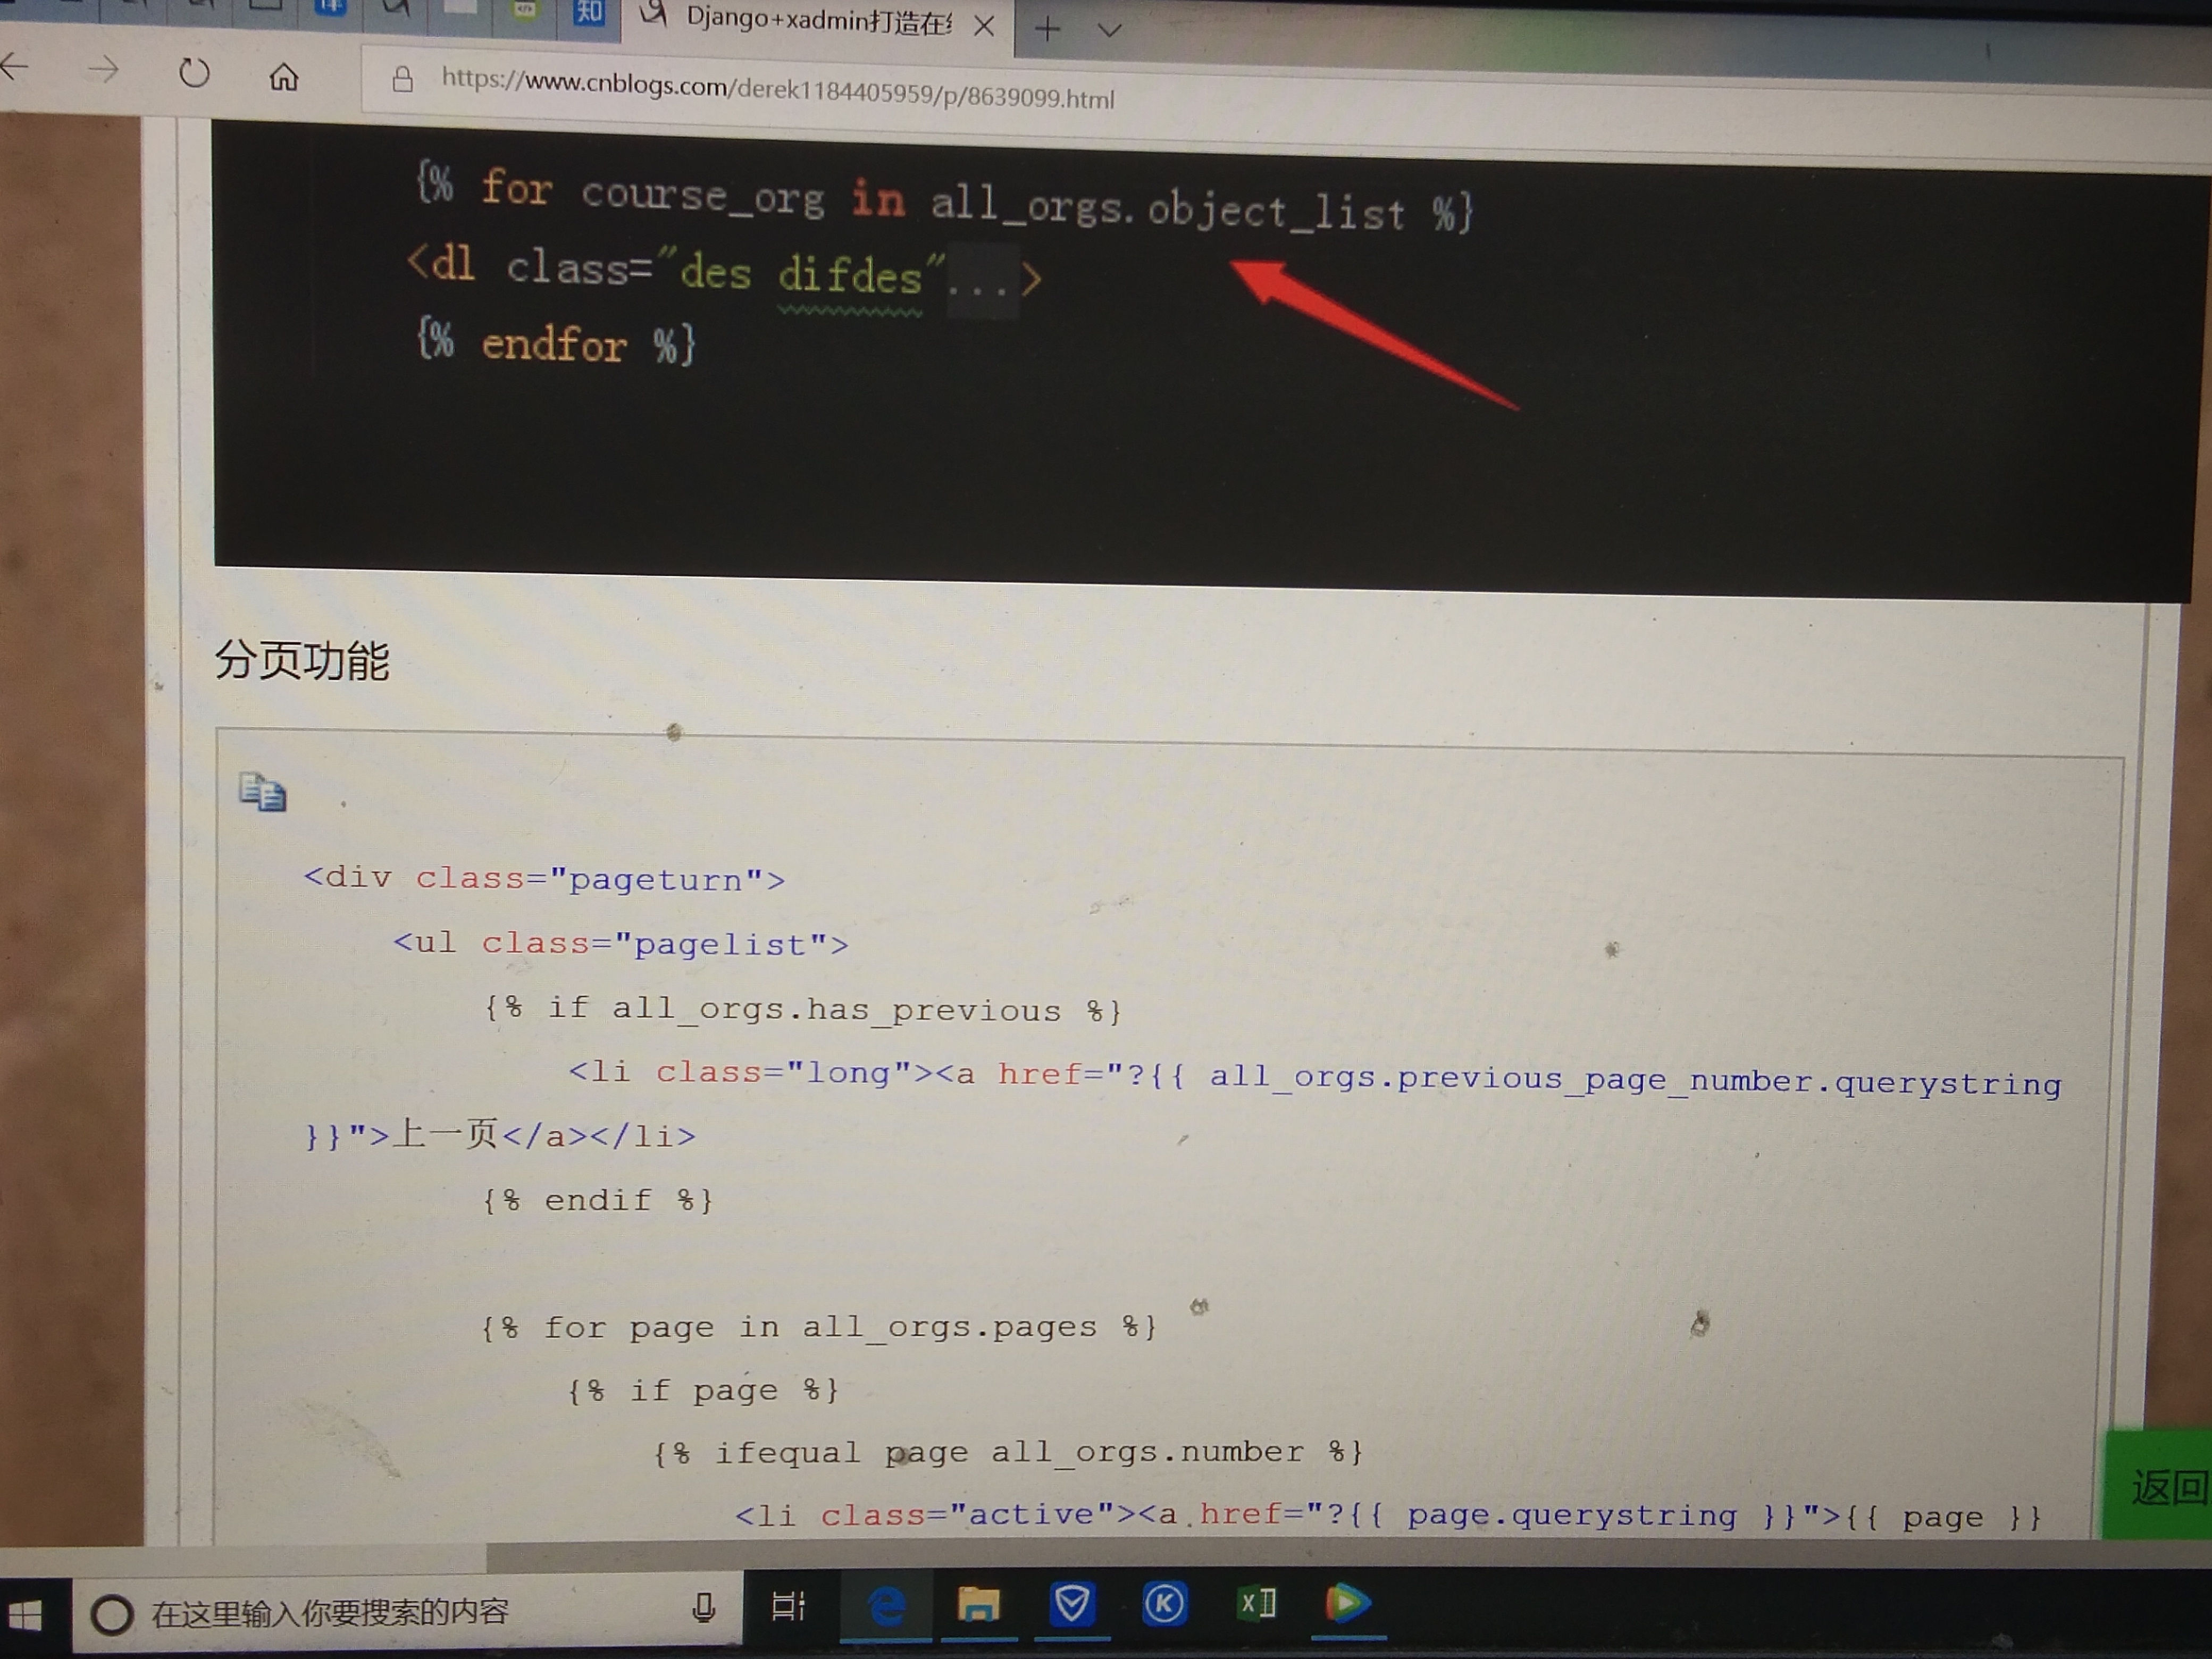 知
Django+xadmin打造在
https://www.cnblogs.com/derek1184405959/p/8639099.html
{% for course_org in all_orgs.object_list %}
<dl class="des difdes"...>
{% endfor %}
分页功能
<div class="pageturn">
<ul class="pagelist">
{% if all_orgs.has_previous %}
<li class="long"><a href="?{{ all_orgs.previous_page_number.querystring
}}">上一页</a></li>
{% endif %}
{% for page in all_orgs.pages %}
{% if page %}
{% ifequal page all_orgs.number %}
<li class="active"><a href="?{{ page.querystring }}">{{ page }}
返回
在这里输入你要搜索的内容